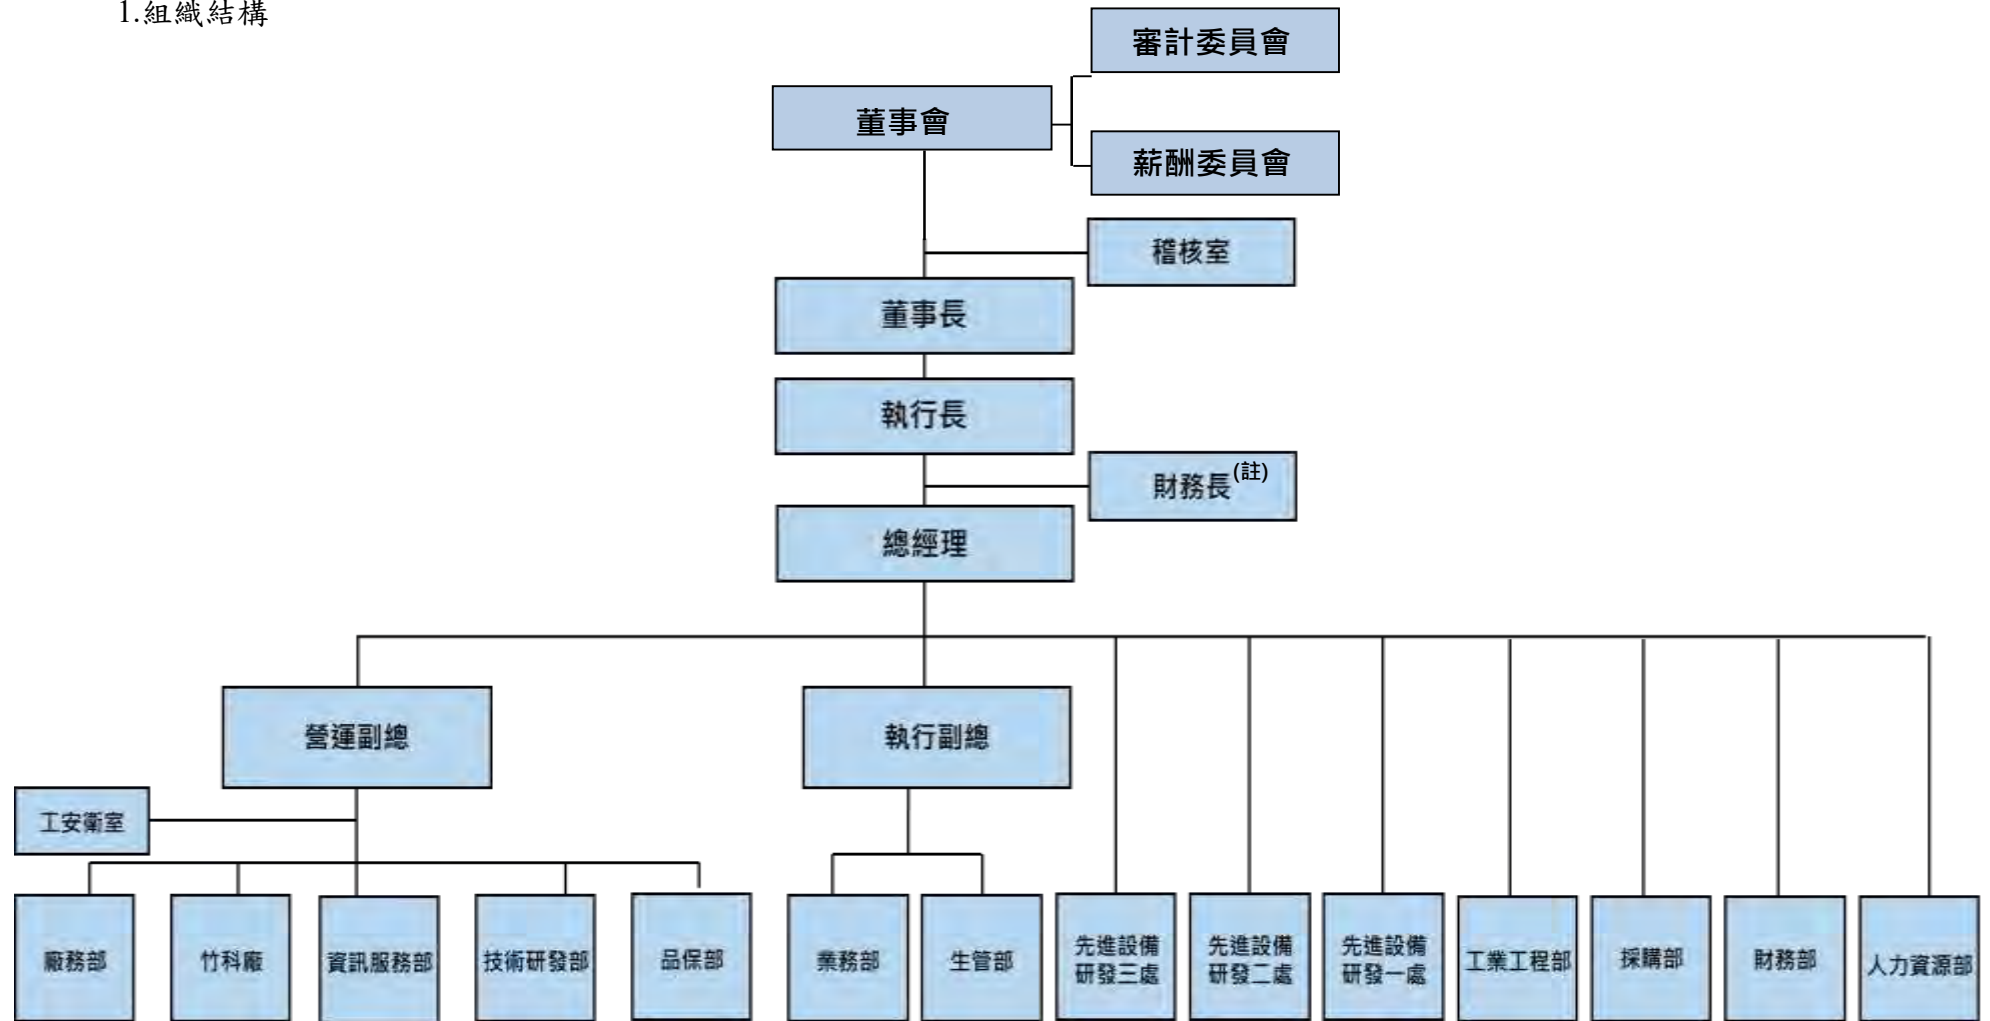 1.組織結構
審計委員會
董事會
薪酬委員會
稽核室
董事長
執行長
財務長(註)
總經理
營運副總
執行副總
工安衛室
廠務部
竹科廠
資訊服務部
技術研發部
品保部
業務部
生管部
先進設備
研發三處
先進設備
研發二處
先進設備
研發一處
工業工程部
採購部
財務部
人力資源部